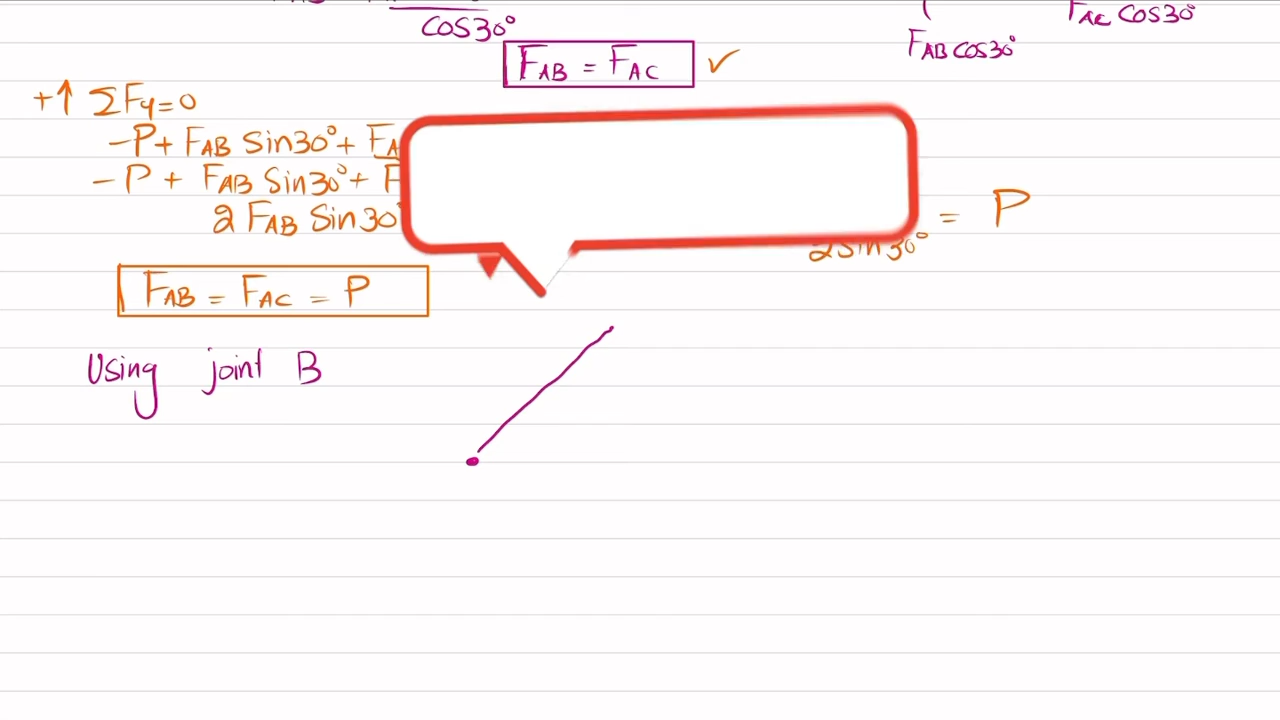 cos30°
F_AC cos30°
F_AB cos30°
F_AB = F_AC ✓
+↑ ΣFy=0
-P+ F_AB Sin30°+
-P + F_AB Sin30°+
2 F_AB Sin30°
2sin30° = P
F_AB = F_AC = P
Using joint B